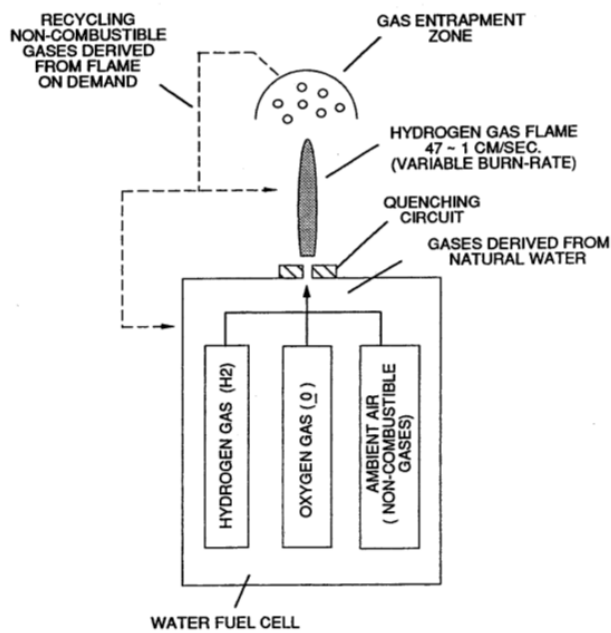 RECYCLING
NON-COMBUSTIBLE
GASES DERIVED
FROM FLAME
ON DEMAND
GAS ENTRAPMENT
ZONE
HYDROGEN GAS FLAME
47 ~ 1 CM/SEC.
(VARIABLE BURN-RATE)
QUENCHING
CIRCUIT
GASES DERIVED FROM
NATURAL WATER
HYDROGEN GAS (H2)
OXYGEN GAS (O)
AMBIENT AIR
( NON-COMBUSTIBLE
GASES)
WATER FUEL CELL